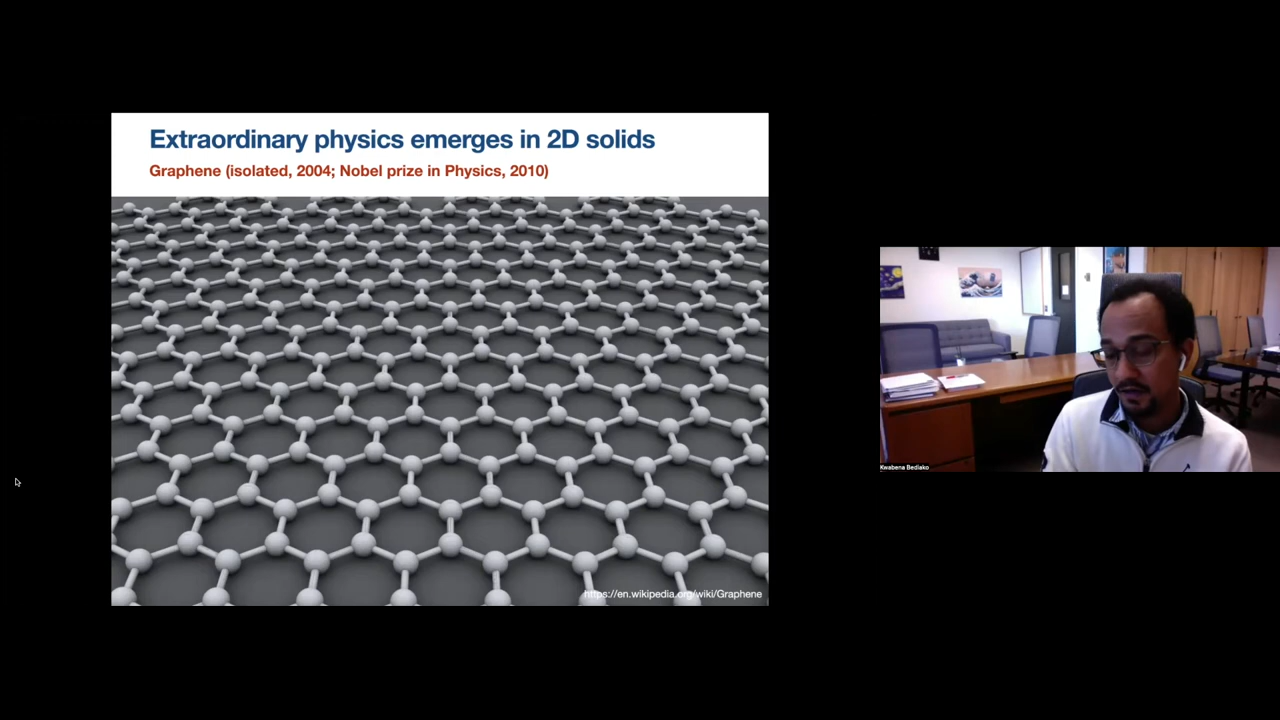 Extraordinary physics emerges in 2D solids
Graphene (isolated, 2004; Nobel prize in Physics, 2010)
https://en.wikipedia.org/wiki/Graphene
Kwabena Bediako